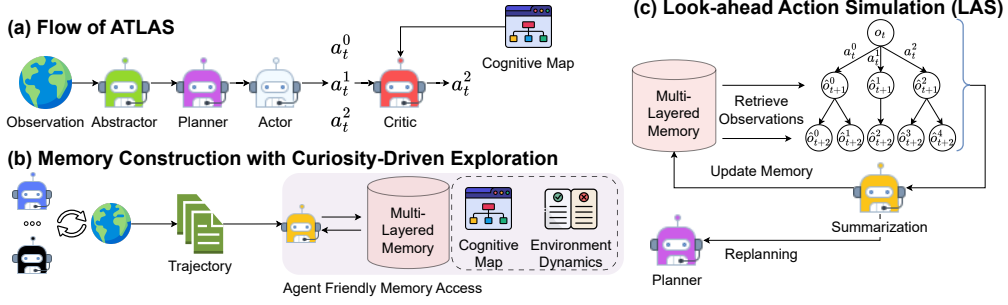 (a) Flow of ATLAS
Observation
Abstractor
Planner
Actor
a_t^0
a_t^1
a_t^2
Critic
a_t^2
Cognitive Map
(b) Memory Construction with Curiosity-Driven Exploration
...
Trajectory
Multi-
Layered
Memory
Cognitive
Map
Environment
Dynamics
Agent Friendly Memory Access
(c) Look-ahead Action Simulation (LAS)
Multi-
Layered
Memory
Retrieve
Observations
o_t
a_t^0
a_t^1
a_t^2
ô_{t+1}^0
ô_{t+1}^1
ô_{t+1}^2
ô_{t+2}^0
ô_{t+2}^1
ô_{t+2}^2
ô_{t+2}^3
ô_{t+2}^4
Update Memory
Summarization
Replanning
Planner